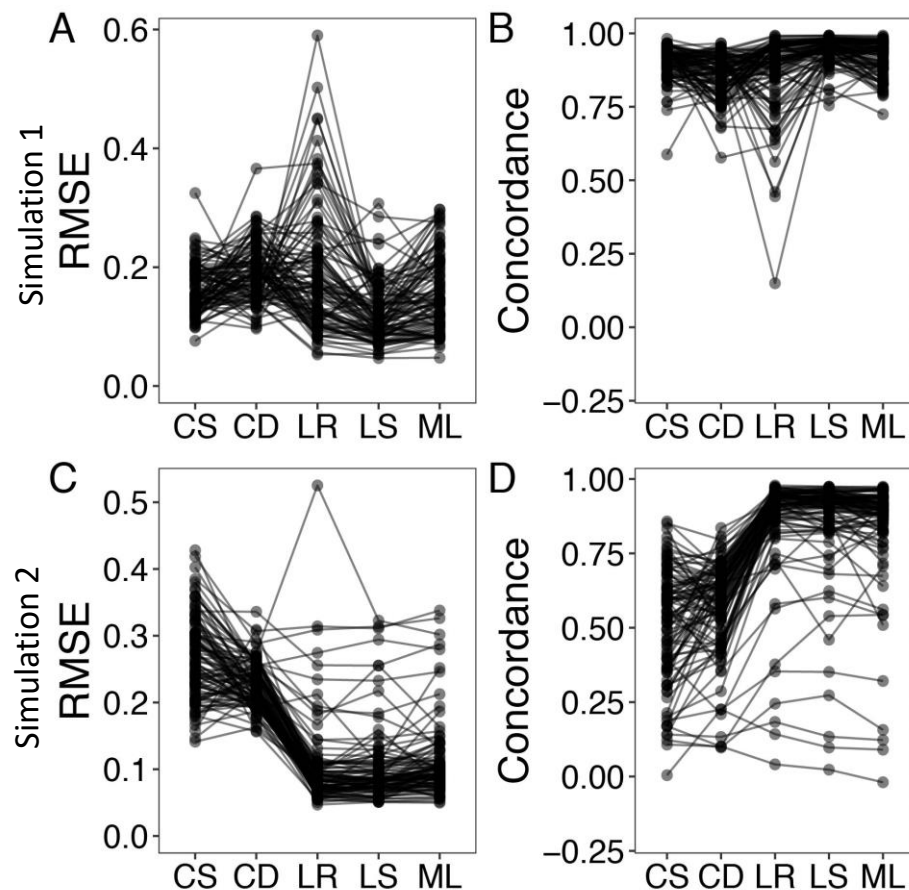 A
B
Simulation 1
RMSE
0.6
0.4
0.2
0.0
CS CD LR LS ML
Concordance
1.00
0.75
0.50
0.25
0.00
−0.25
CS CD LR LS ML
C
D
Simulation 2
RMSE
0.5
0.4
0.3
0.2
0.1
0.0
CS CD LR LS ML
Concordance
1.00
0.75
0.50
0.25
0.00
−0.25
CS CD LR LS ML